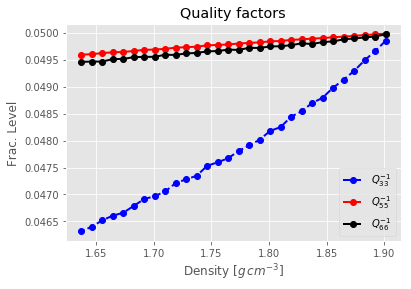 Quality factors
Frac. Level
0.0500
0.0495
0.0490
0.0485
0.0480
0.0475
0.0470
0.0465
Q₃₃⁻¹
Q₅₅⁻¹
Q₆₆⁻¹
1.65 1.70 1.75 1.80 1.85 1.90
Density [g cm⁻³]